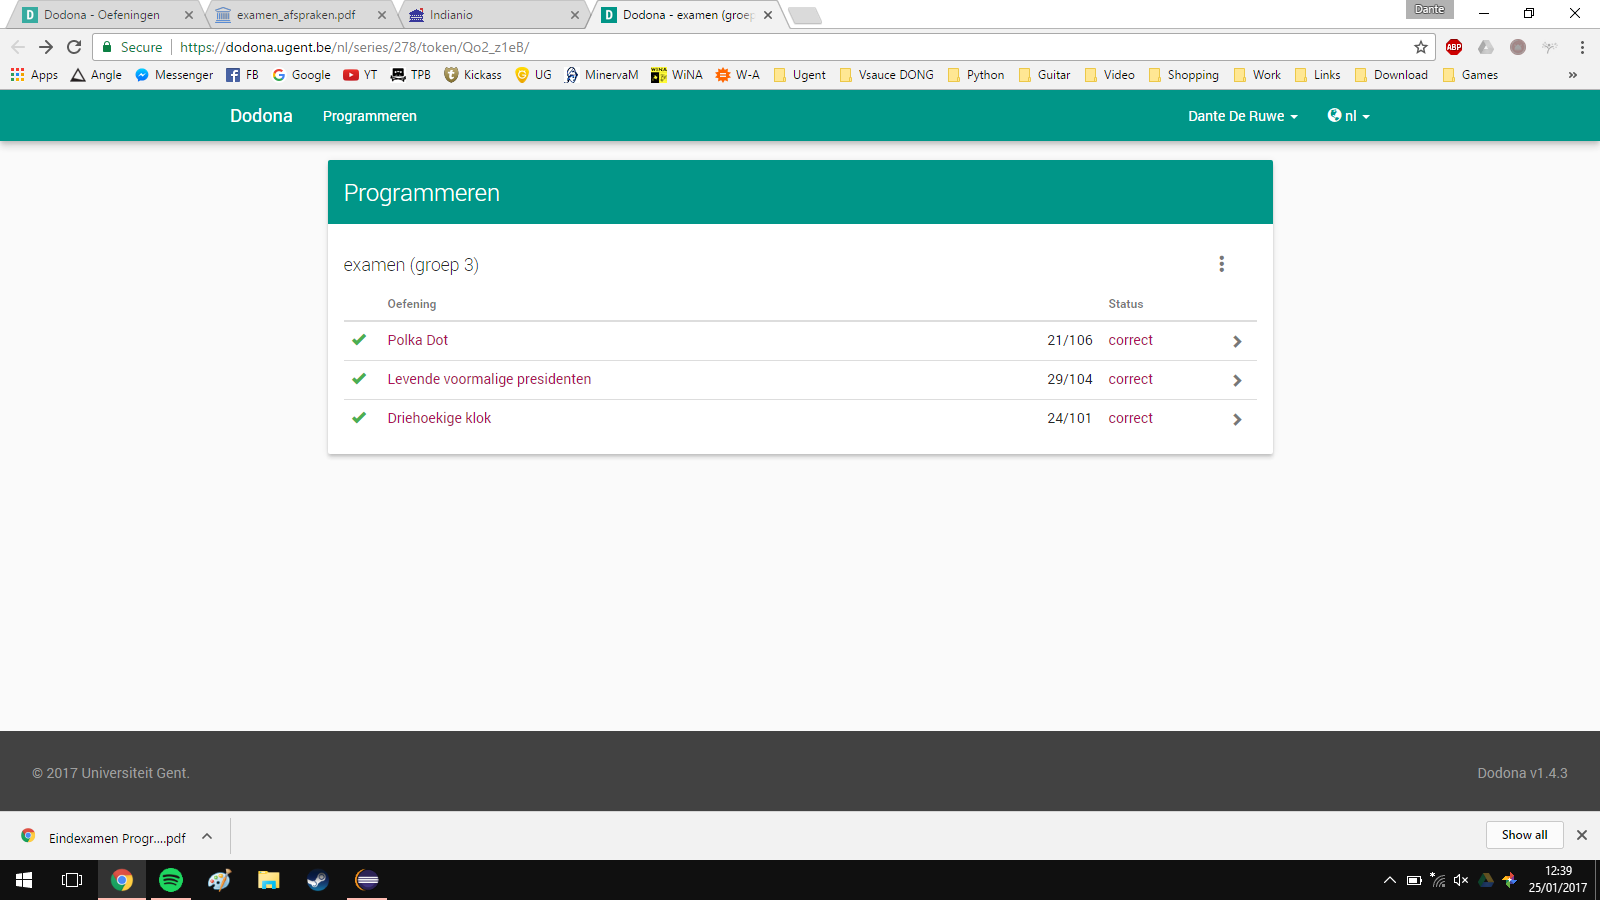 Dante
Dodona - Oefeningen
examen_afspraken.pdf
Indianio
Dodona - examen (groep
Secure
https://dodona.ugent.be/nl/series/278/token/Qo2_z1eB/
ABP
Apps Angle Messenger FB Google YT TPB Kickass UG MinervaM WiNA W-A Ugent Vsauce DONG Python Guitar Video Shopping Work Links Download Games »
Dodona Programmeren Dante De Ruwe nl
Programmeren
examen (groep 3)
Oefening Status
Polka Dot 21/106 correct
Levende voormalige presidenten 29/104 correct
Driehoekige klok 24/101 correct
© 2017 Universiteit Gent. Dodona v1.4.3
Eindexamen Progr....pdf Show all
12:39
25/01/2017